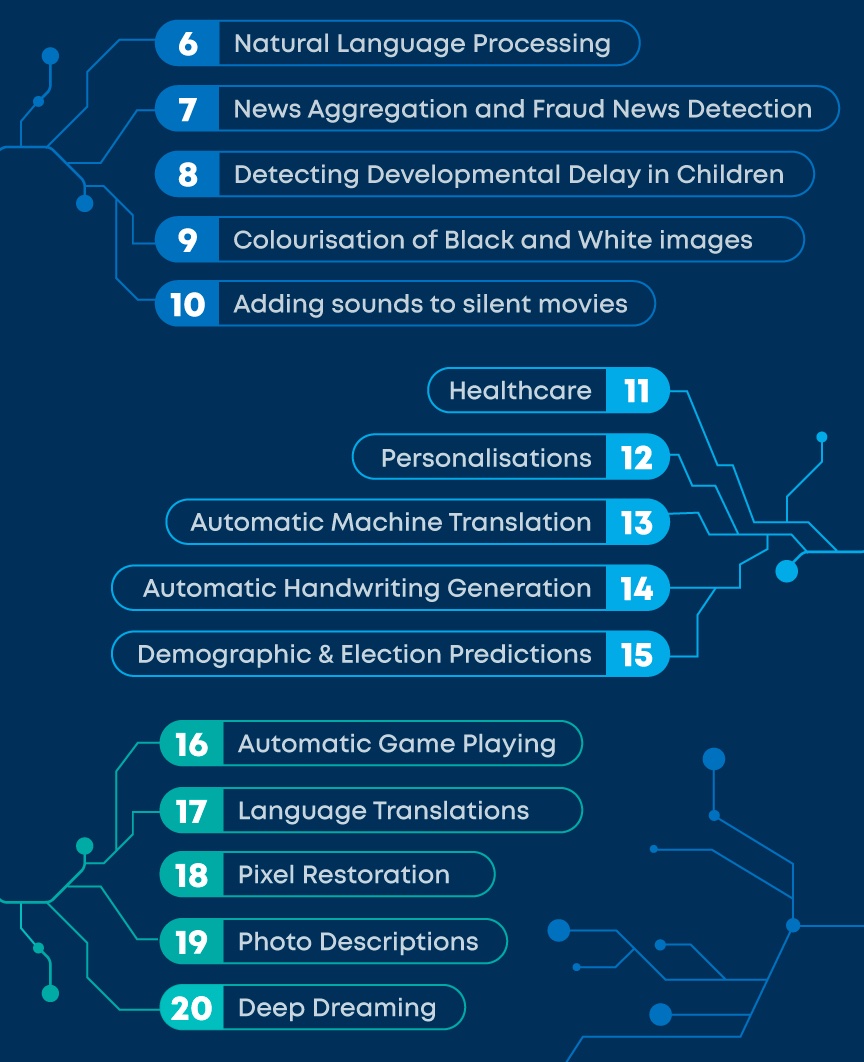 6 Natural Language Processing
7 News Aggregation and Fraud News Detection
8 Detecting Developmental Delay in Children
9 Colourisation of Black and White images
10 Adding sounds to silent movies
Healthcare 11
Personalisations 12
Automatic Machine Translation 13
Automatic Handwriting Generation 14
Demographic & Election Predictions 15
16 Automatic Game Playing
17 Language Translations
18 Pixel Restoration
19 Photo Descriptions
20 Deep Dreaming